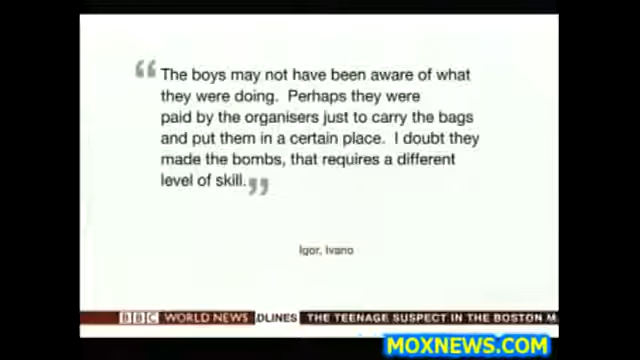 “The boys may not have been aware of what
they were doing. Perhaps they were
paid by the organisers just to carry the bags
and put them in a certain place. I doubt they
made the bombs, that requires a different
level of skill.”
Igor, Ivano
BBC WORLD NEWS DLINES THE TEENAGE SUSPECT IN THE BOSTON M
MOXNEWS.COM